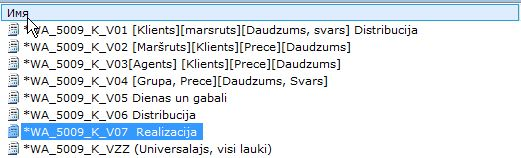 Имя
*WA_5009_K_V01 [Klients][marsruts][Daudzums, svars] Distribucija
*WA_5009_K_V02 [Maršruts][Klients][Prece][Daudzums]
*WA_5009_K_V03[Agents] [Klients][Prece][Daudzums]
*WA_5009_K_V04 [Grupa, Prece][Daudzums, Svars]
*WA_5009_K_V05 Dienas un gabali
*WA_5009_K_V06 Distribucija
*WA_5009_K_V07  Realizacija
*WA_5009_K_VZZ (Universalajs, visi lauki)